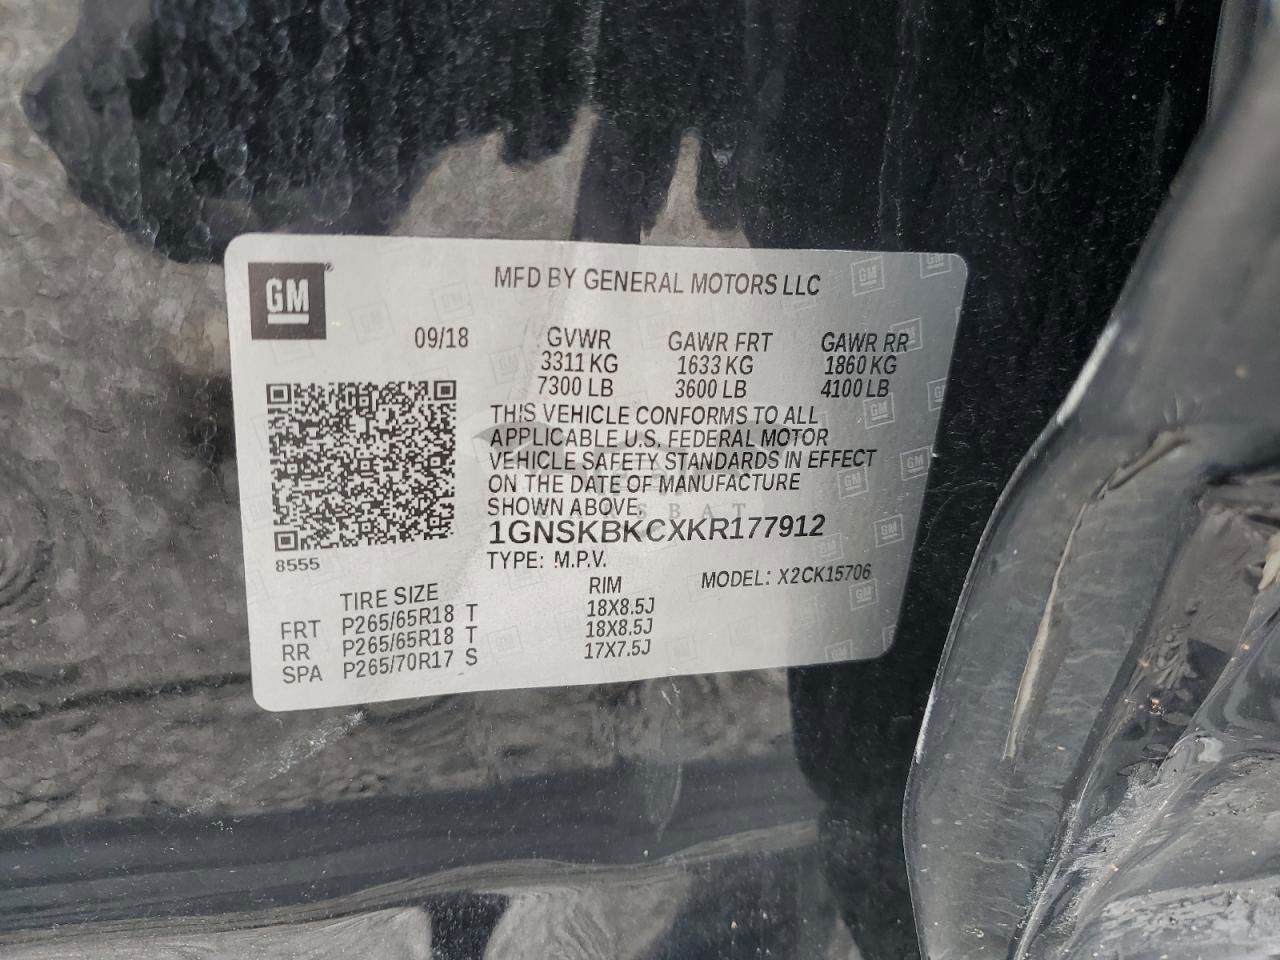 GM
MFD BY GENERAL MOTORS LLC
09/18 GVWR GAWR FRT GAWR RR
3311 KG 1633 KG 1860 KG
7300 LB 3600 LB 4100 LB
THIS VEHICLE CONFORMS TO ALL
APPLICABLE U.S. FEDERAL MOTOR
VEHICLE SAFETY STANDARDS IN EFFECT
ON THE DATE OF MANUFACTURE
SHOWN ABOVE.
1GNSKBKCXKR177912
8555
TYPE: M.P.V. MODEL: X2CK15706
TIRE SIZE RIM
FRT P265/65R18 T 18X8.5J
RR P265/65R18 T 18X8.5J
SPA P265/70R17 S 17X7.5J